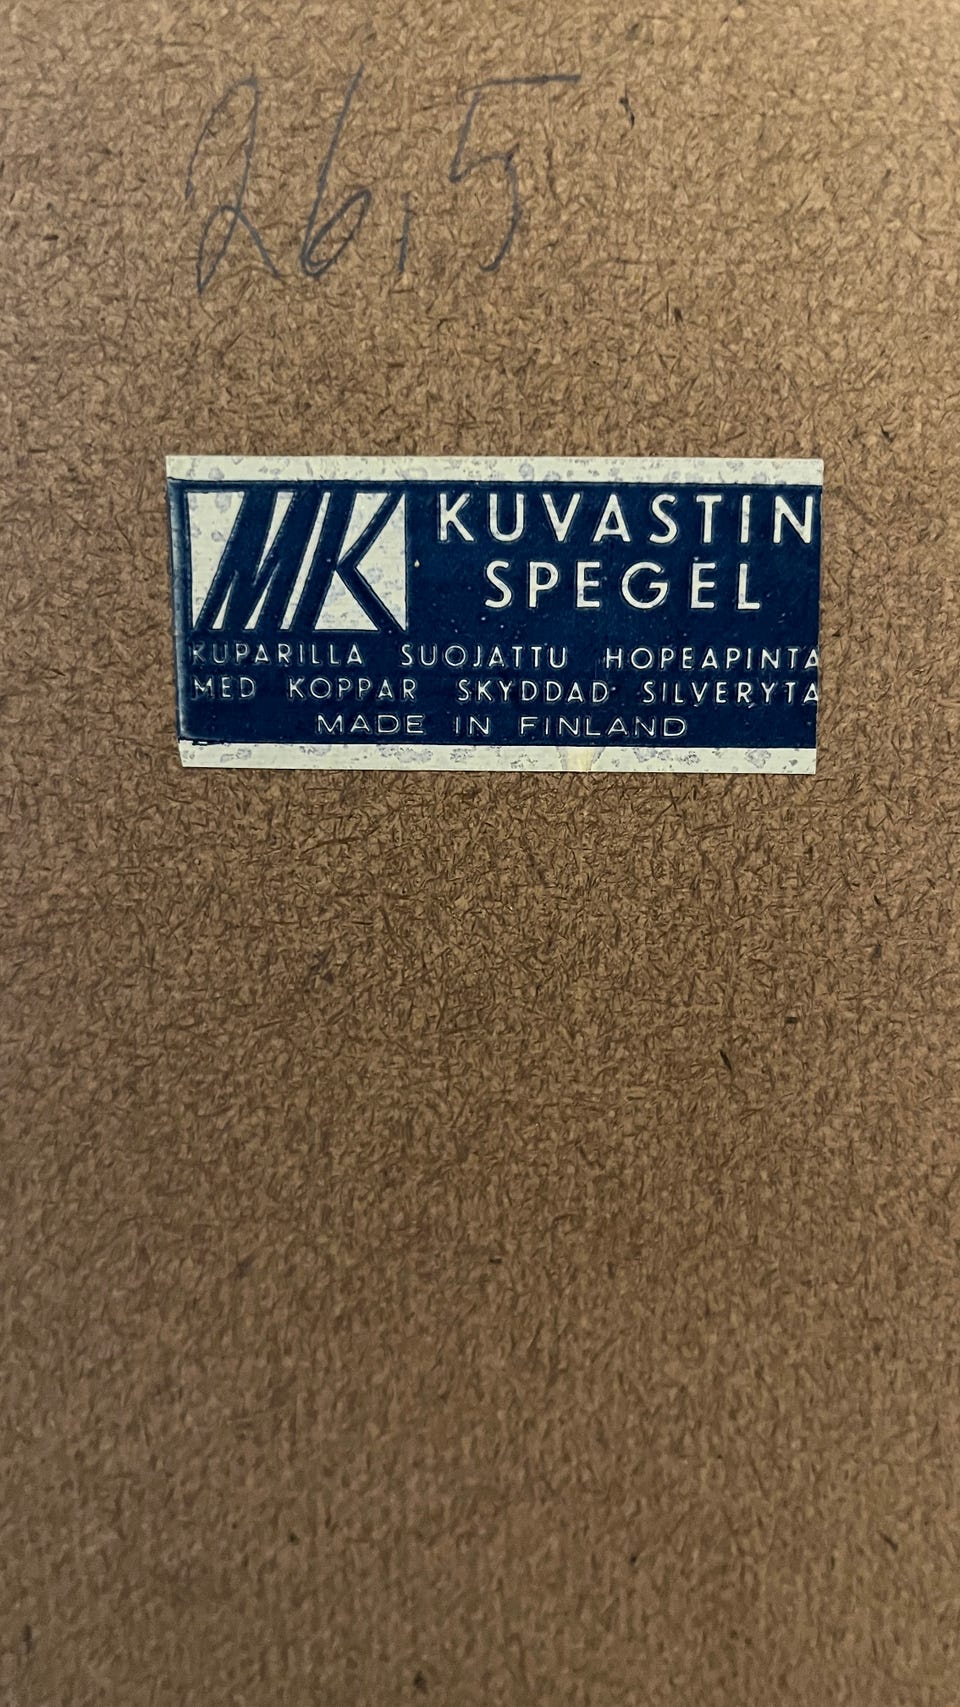 26,5
MK
KUVASTIN
SPEGEL
KUPARILLA SUOJATTU HOPEAPINTA
MED KOPPAR SKYDDAD SILVERYTA
MADE IN FINLAND